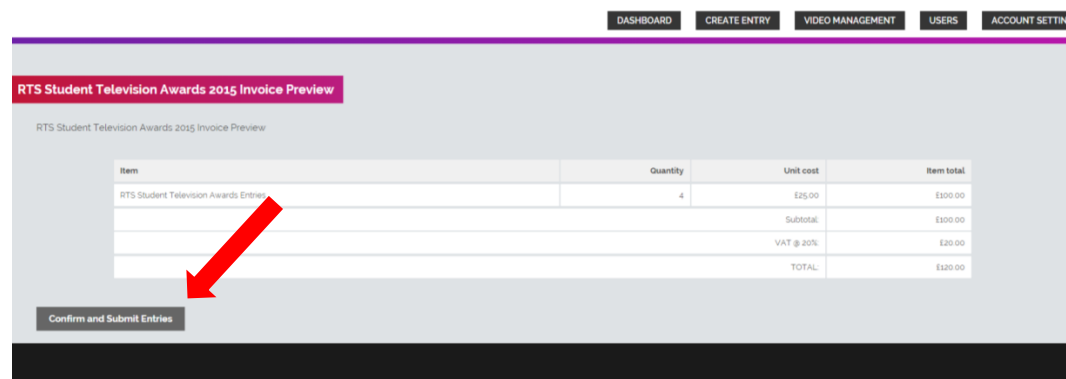 DASHBOARD CREATE ENTRY VIDEO MANAGEMENT USERS ACCOUNT SETTIN
RTS Student Television Awards 2015 Invoice Preview
RTS Student Television Awards 2015 Invoice Preview
Item Quantity Unit cost Item total
RTS Student Television Awards Entries 4 £25.00 £100.00
Subtotal: £100.00
VAT @ 20%: £20.00
TOTAL: £120.00
Confirm and Submit Entries